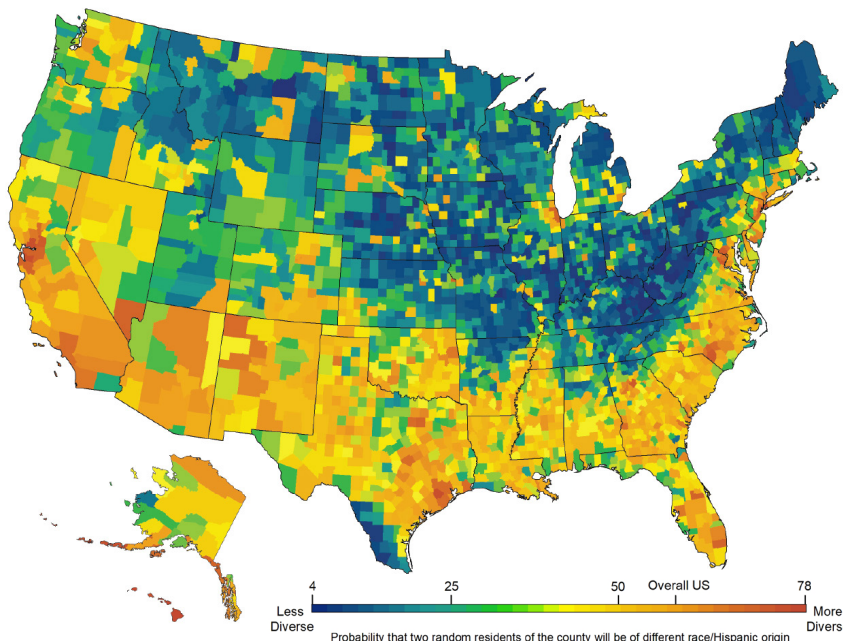 4 25 50 Overall US 78
Less More
Diverse Divers
Probability that two random residents of the county will be of different race/Hispanic origin